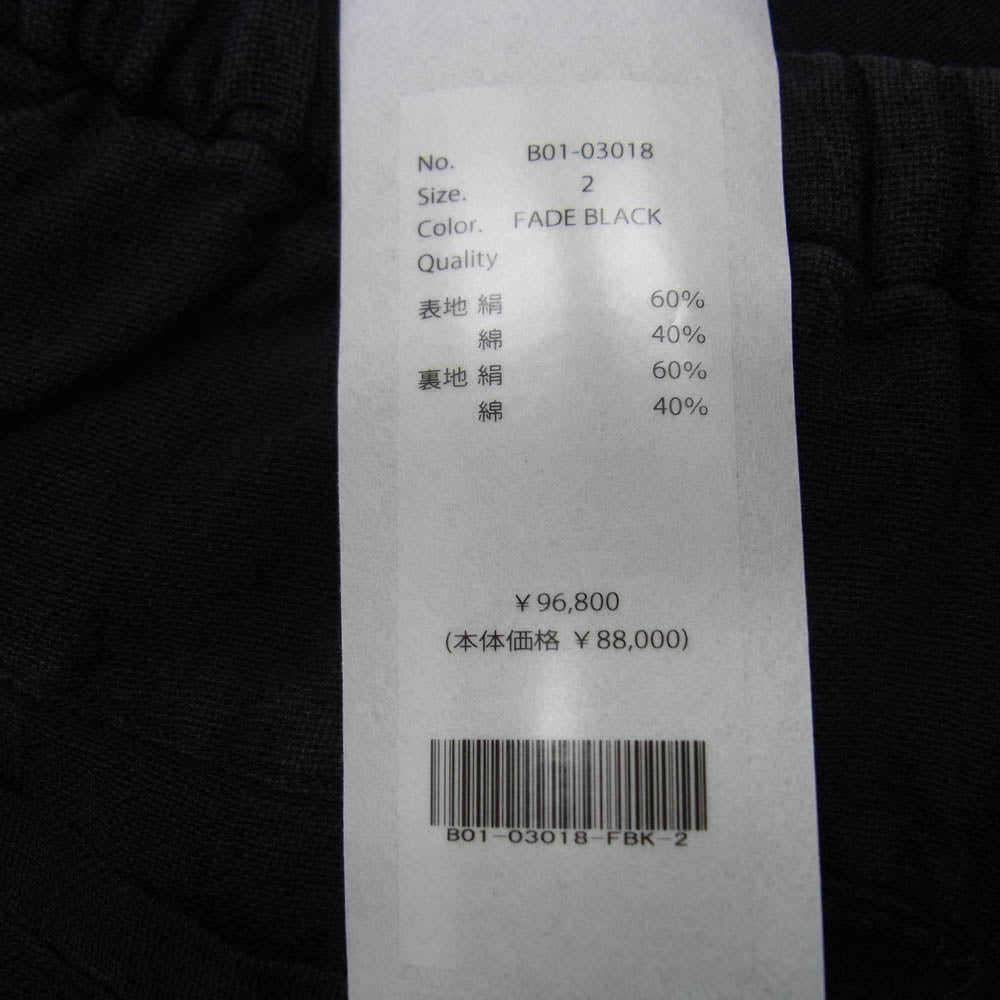 No. B01-03018
Size. 2
Color. FADE BLACK
Quality
表地 絹 60%
綿 40%
裏地 絹 60%
綿 40%
¥96,800
(本体価格 ¥88,000)
B01-03018-FBK-2